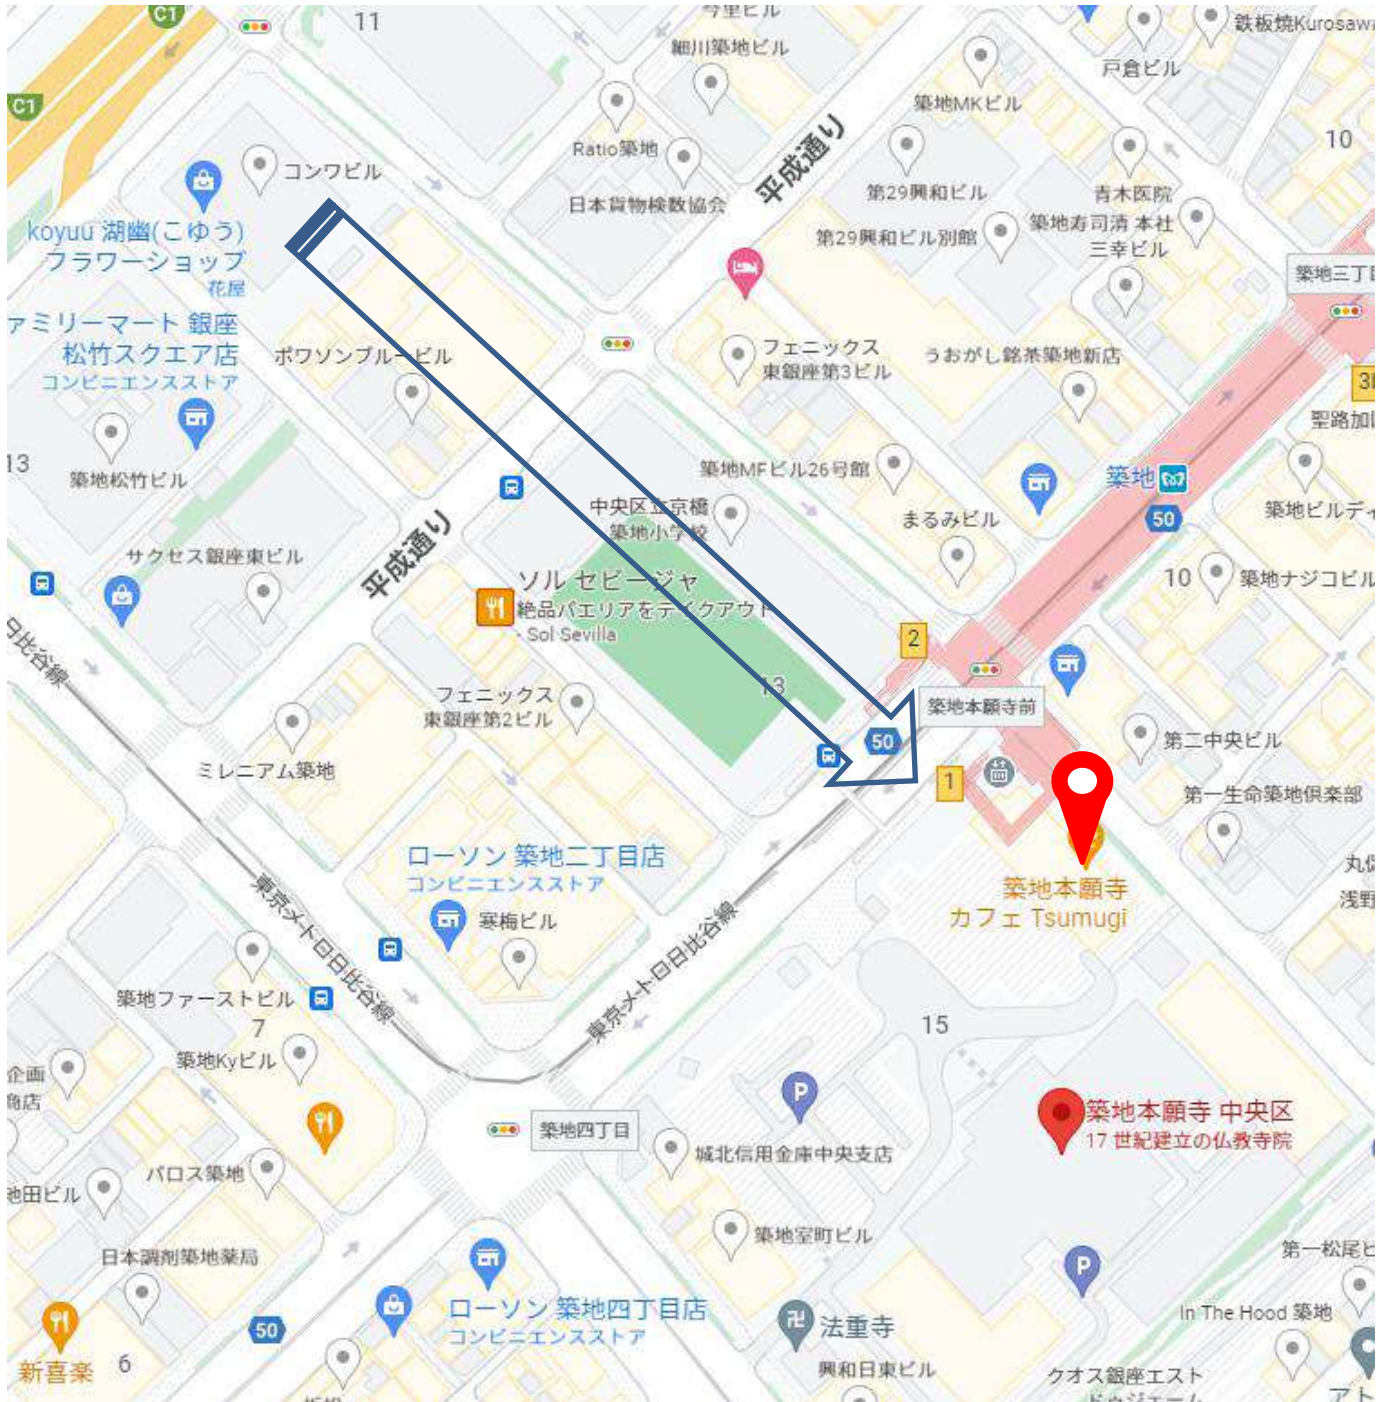 C1
11
今里ビル
細川築地ビル
戸倉ビル
鉄板焼Kurosawa
C1
築地MKビル
10
Ratio築地
平成通り
コンワビル
日本貨物検数協会
第29興和ビル
青木医院
築地寿司清 本社
三幸ビル
第29興和ビル別館
koyuu 湖幽(こゆう)
フラワーショップ
花屋
築地三丁目
ァミリーマート 銀座
松竹スクエア店
コンビニエンスストア
ポワソンブルービル
フェニックス
東銀座第3ビル
うおがし銘茶築地新店
聖路加
13
築地松竹ビル
築地MFビル26号館
築地
50
中央区立京橋
築地小学校
まるみビル
築地ビルディ
平成通り
サクセス銀座東ビル
ソル セビージャ
絶品パエリアをテイクアウト
- Sol Sevilla
10
築地ナジコビル
日比谷線
2
13
フェニックス
東銀座第2ビル
築地本願寺前
50
第二中央ビル
ミレニアム築地
1
第一生命築地倶楽部
ローソン 築地二丁目店
コンビニエンスストア
築地本願寺
カフェ Tsumugi
浅野
東京メトロ日比谷線
寒梅ビル
東京メトロ日比谷線
築地ファーストビル
7
15
築地Kyビル
企画
商店
築地本願寺 中央区
17 世紀建立の仏教寺院
築地四丁目
城北信用金庫中央支店
パロス築地
池田ビル
築地室町ビル
日本調剤築地薬局
第一松尾ビ
ローソン 築地四丁目店
コンビニエンスストア
50
法重寺
In The Hood 築地
新喜楽
6
興和日東ビル
クオス銀座エスト
アト
P
P